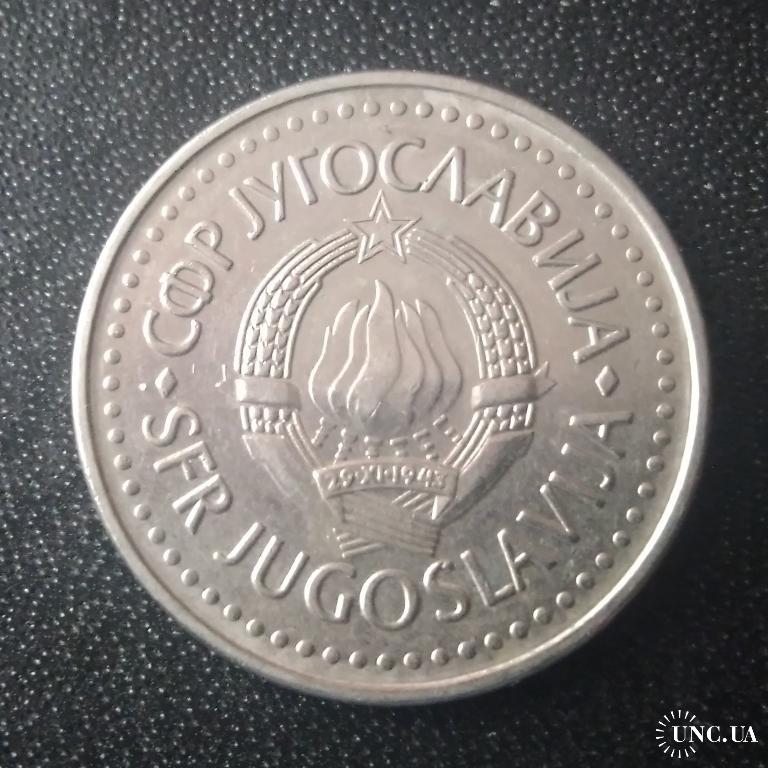 СФР ЈУГОСЛАВИЈА
29·XI·1943
SFR JUGOSLAVIJA
UNC.UA